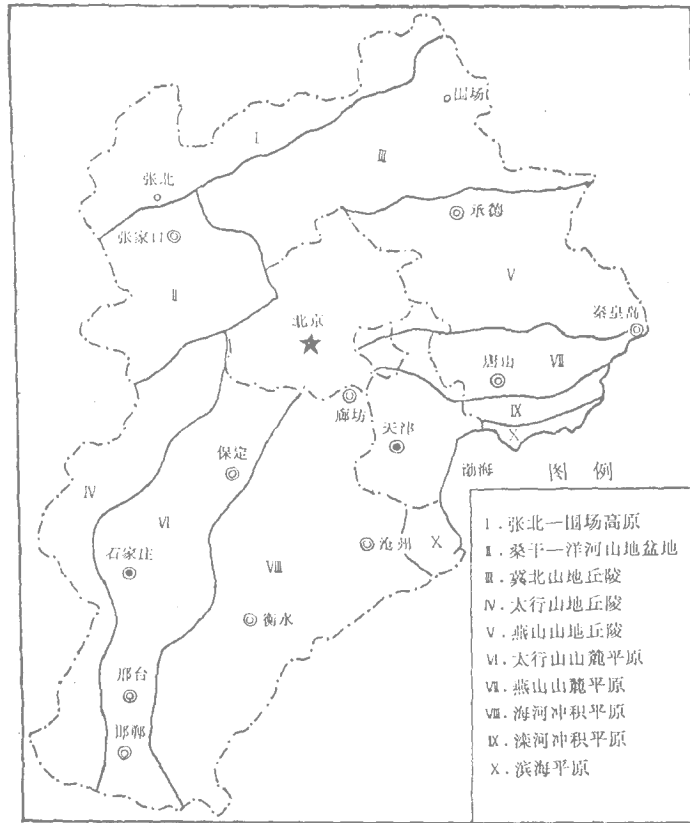 围场
Ⅰ
Ⅲ
张北
承德
张家口
Ⅴ
Ⅱ
秦皇岛
北京
唐山
Ⅶ
廊坊
Ⅸ
天津
Ⅹ
保定
渤海
图 例
Ⅳ
Ⅵ
沧州
Ⅹ
石家庄
Ⅷ
衡水
邢台
邯郸
Ⅰ.张北—围场高原
Ⅱ.桑干—洋河山地盆地
Ⅲ.冀北山地丘陵
Ⅳ.太行山地丘陵
Ⅴ.燕山山地丘陵
Ⅵ.太行山山麓平原
Ⅶ.燕山山麓平原
Ⅷ.海河冲积平原
Ⅸ.滦河冲积平原
Ⅹ.滨海平原